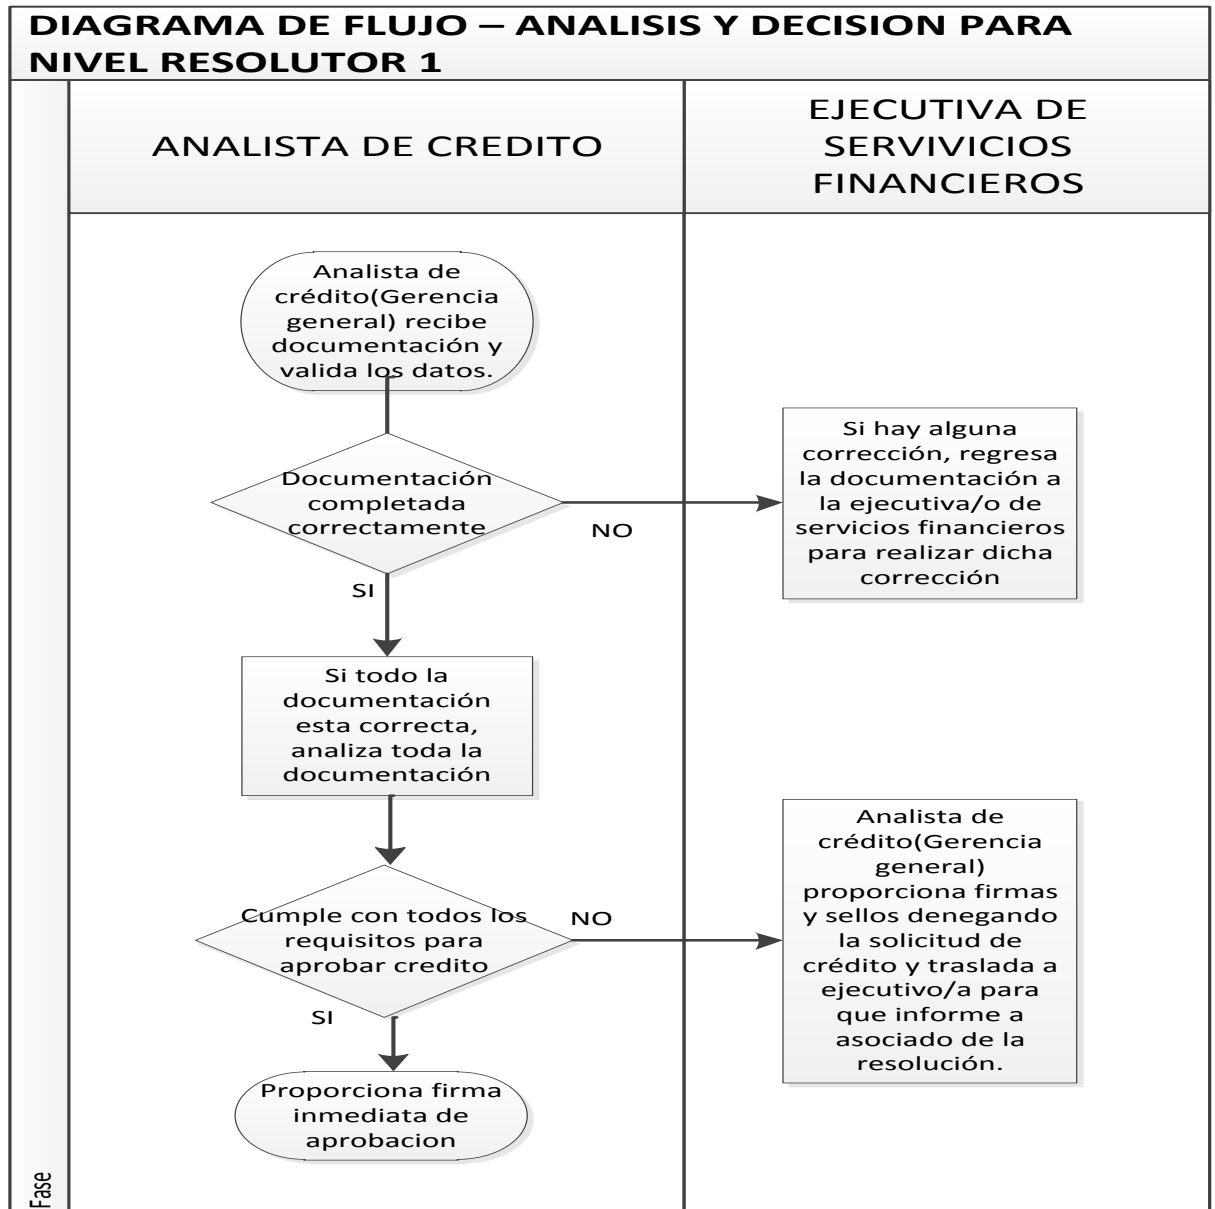 DIAGRAMA DE FLUJO – ANALISIS Y DECISION PARA
NIVEL RESOLUTOR 1
ANALISTA DE CREDITO
EJECUTIVA DE
SERVIVICIOS
FINANCIEROS
Analista de
crédito(Gerencia
general) recibe
documentación y
valida los datos.
Documentación
completada
correctamente
NO
SI
Si hay alguna
corrección, regresa
la documentación a
la ejecutiva/o de
servicios financieros
para realizar dicha
corrección
Si todo la
documentación
esta correcta,
analiza toda la
documentación
Cumple con todos los
requisitos para
aprobar credito
NO
SI
Analista de
crédito(Gerencia
general)
proporciona firmas
y sellos denegando
la solicitud de
crédito y traslada a
ejecutivo/a para
que informe a
asociado de la
resolución.
Proporciona firma
inmediata de
aprobacion
Fase